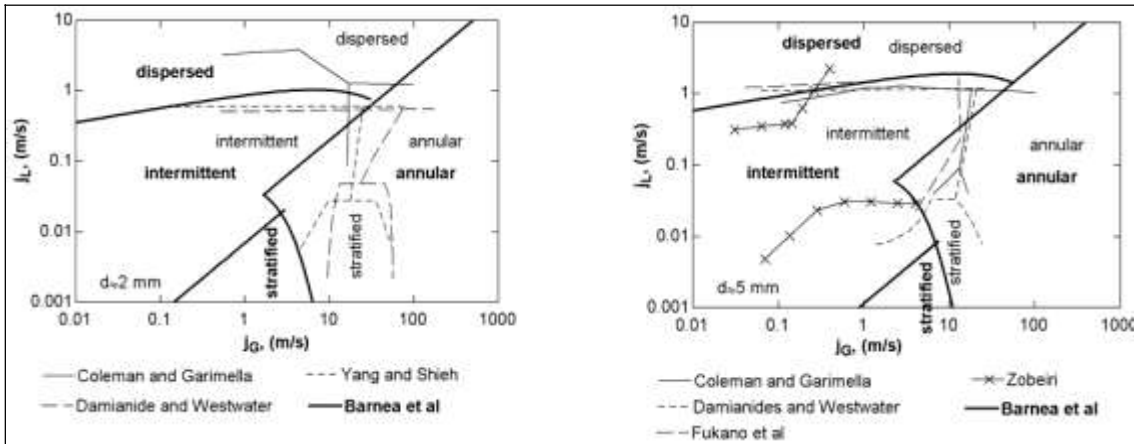 10
dispersed
dispersed
1
intermittent
annular
0.1
intermittent
annular
stratified
stratified
0.01
d=2 mm
0.001
0.01
0.1
1
10
100
1000
jL, (m/s)
jG, (m/s)
Coleman and Garimella
Yang and Shieh
Damianide and Westwater
Barnea et al
10
dispersed
dispersed
1
intermittent
annular
0.1
intermittent
annular
stratified
stratified
0.01
d=5 mm
0.001
0.01
0.1
1
10
100
1000
jL, (m/s)
jG, (m/s)
Coleman and Garimella
Zobeiri
Damianides and Westwater
Barnea et al
Fukano et al